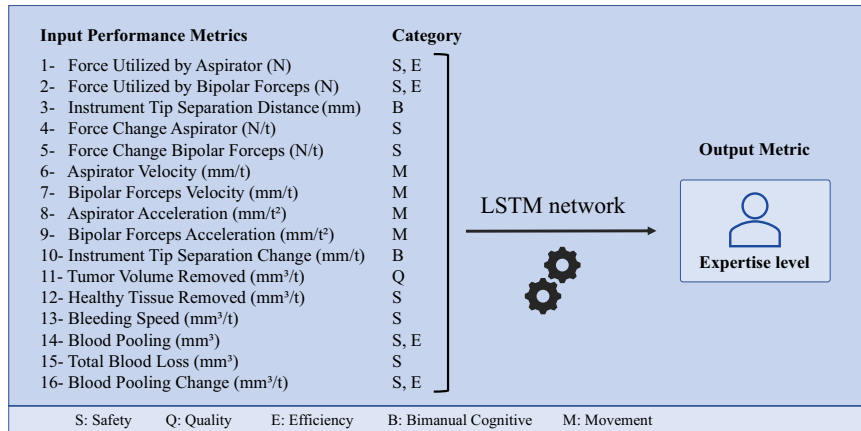 Input Performance Metrics Category
1- Force Utilized by Aspirator (N) S, E
2- Force Utilized by Bipolar Forceps (N) S, E
3- Instrument Tip Separation Distance (mm) B
4- Force Change Aspirator (N/t) S
5- Force Change Bipolar Forceps (N/t) S
6- Aspirator Velocity (mm/t) M
7- Bipolar Forceps Velocity (mm/t) M
8- Aspirator Acceleration (mm/t²) M
9- Bipolar Forceps Acceleration (mm/t²) M
10- Instrument Tip Separation Change (mm/t) B
11- Tumor Volume Removed (mm³/t) Q
12- Healthy Tissue Removed (mm³/t) S
13- Bleeding Speed (mm³/t) S
14- Blood Pooling (mm³) S, E
15- Total Blood Loss (mm³) S
16- Blood Pooling Change (mm³/t) S, E
LSTM network
Output Metric
Expertise level
S: Safety Q: Quality E: Efficiency B: Bimanual Cognitive M: Movement